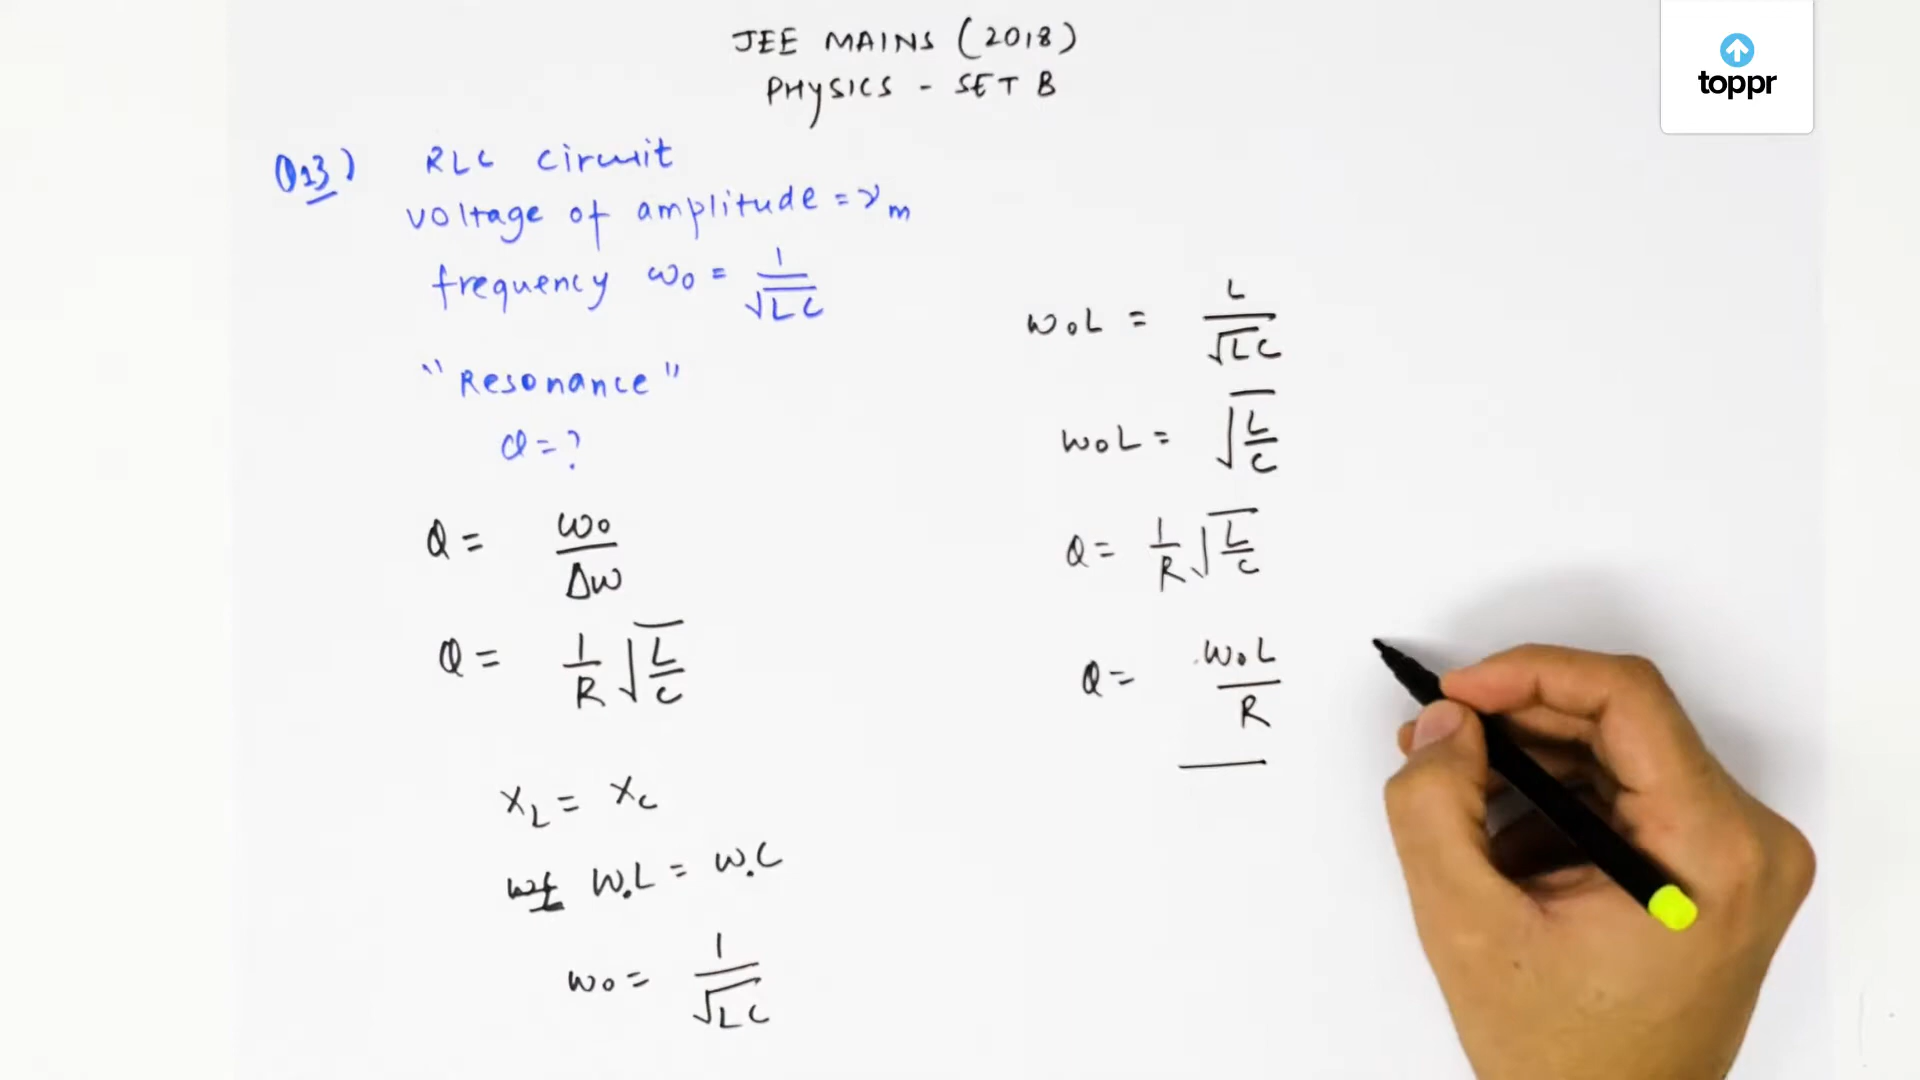 JEE MAINS (2018)
PHYSICS - SET B
toppr
Q13) RLC circuit
voltage of amplitude = vm
frequency ω0 = 1/√LC
"Resonance"
Q = ?
Q = ω0/Δω
Q = 1/R √L/C
XL = XC
ω0L = ω0C
ω0 = 1/√LC
ω0L = L/√LC
ω0L = √L/C
Q = 1/R √L/C
Q = ω0L/R